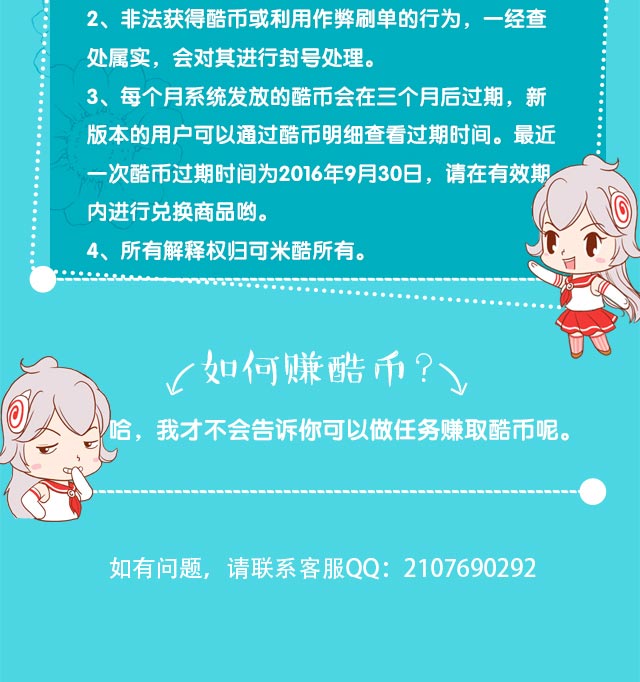 2、非法获得酷币或利用作弊刷单的行为，一经查
处属实，会对其进行封号处理。
3、每个月系统发放的酷币会在三个月后过期，新
版本的用户可以通过酷币明细查看过期时间。最近
一次酷币过期时间为2016年9月30日，请在有效期
内进行兑换商品哟。
4、所有解释权归可米酷所有。
如何赚酷币？
哈，我才不会告诉你可以做任务赚取酷币呢。
如有问题，请联系客服QQ：2107690292